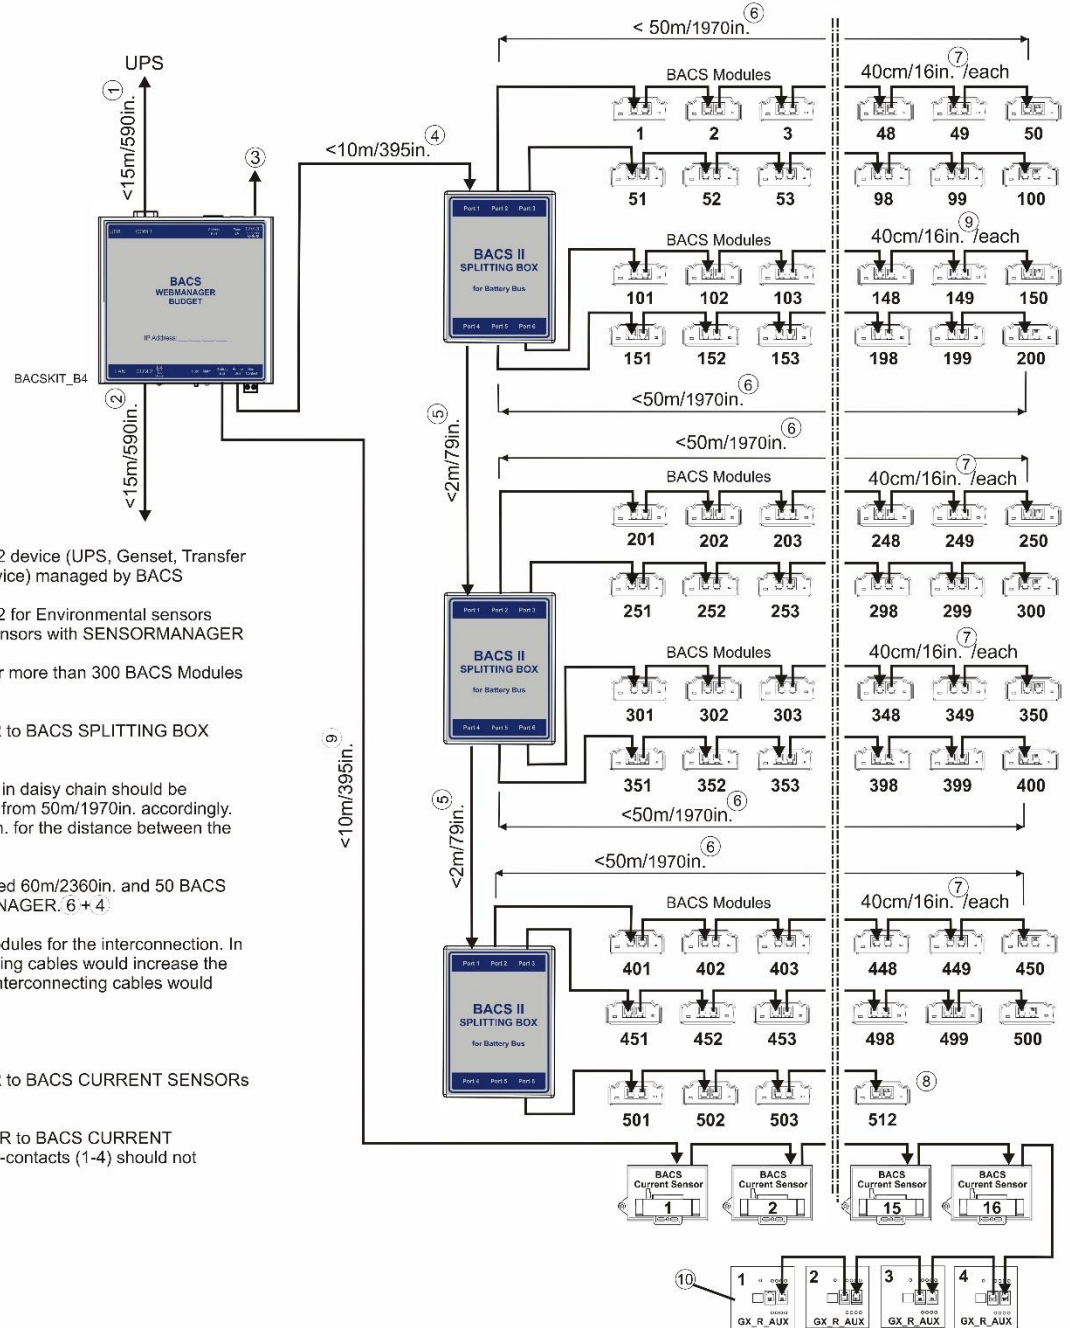 < 50m/1970in. 6
UPS
1
<15m/590in.
3
<10m/395in. 4
BACS Modules
40cm/16in. 7 /each
1 2 3 48 49 50
51 52 53 98 99 100
BACS Modules
40cm/16in. 9 /each
101 102 103 148 149 150
151 152 153 198 199 200
<50m/1970in. 6
COM 1
BACS
WEBMANAGER
BUDGET
IP Address:
LAN COM 2
BACSKIT_B4
2
<15m/590in.
Port 1 Port 2 Port 3
BACS II
SPLITTING BOX
for Battery Bus
Port 4 Port 5 Port 6
5
<2m/79in.
<50m/1970in. 6
BACS Modules
40cm/16in. 7 /each
201 202 203 248 249 250
251 252 253 298 299 300
BACS Modules
40cm/16in. 7 /each
301 302 303 348 349 350
351 352 353 398 399 400
<50m/1970in. 6
Port 1 Port 2 Port 3
BACS II
SPLITTING BOX
for Battery Bus
Port 4 Port 5 Port 6
5
<2m/79in.
9
<10m/395in.
<50m/1970in. 6
BACS Modules
40cm/16in. 7 /each
401 402 403 448 449 450
451 452 453 498 499 500
501 502 503 512 8
Port 1 Port 2 Port 3
BACS II
SPLITTING BOX
for Battery Bus
Port 4 Port 5 Port 6
2 device (UPS, Genset, Transfer
vice) managed by BACS
2 for Environmental sensors
nsors with SENSORMANAGER
r more than 300 BACS Modules
R to BACS SPLITTING BOX
in daisy chain should be
from 50m/1970in. accordingly.
n. for the distance between the
ed 60m/2360in. and 50 BACS
NAGER. 6 + 4
odules for the interconnection. In
ting cables would increase the
nterconnecting cables would
R to BACS CURRENT SENSORs
R to BACS CURRENT
-contacts (1-4) should not
BACS
Current Sensor
1
BACS
Current Sensor
2
BACS
Current Sensor
15
BACS
Current Sensor
16
10
1
GX_R_AUX
2
GX_R_AUX
3
GX_R_AUX
4
GX_R_AUX